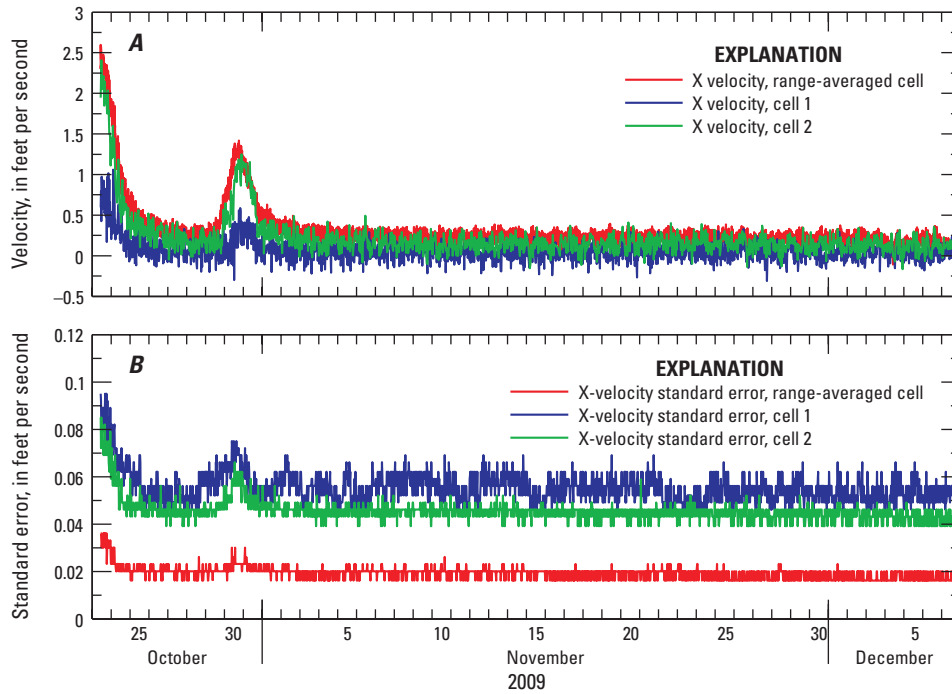 A
EXPLANATION
X velocity, range-averaged cell
X velocity, cell 1
X velocity, cell 2
Velocity, in feet per second
3
2.5
2
1.5
1
0.5
0
–0.5
B
EXPLANATION
X-velocity standard error, range-averaged cell
X-velocity standard error, cell 1
X-velocity standard error, cell 2
Standard error, in feet per second
0.12
0.1
0.08
0.06
0.04
0.02
0
25 30 5 10 15 20 25 30 5
October November December
2009